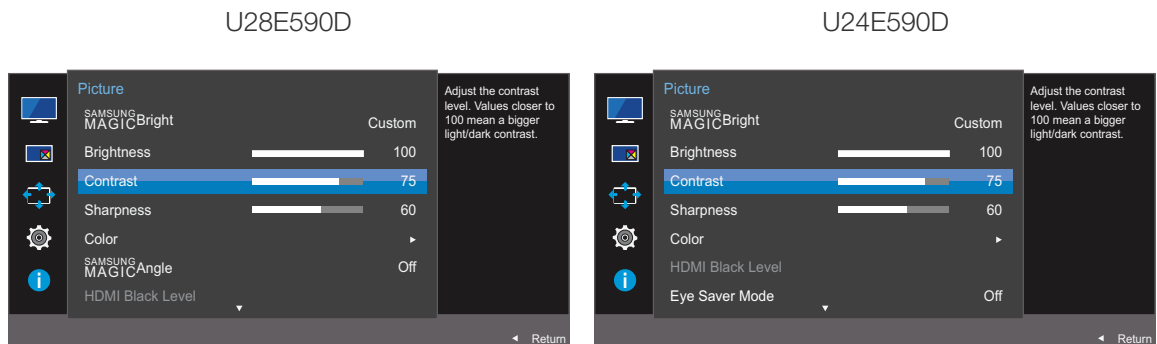 U28E590D
Picture
SAMSUNG MAGICBright Custom
Brightness 100
Contrast 75
Sharpness 60
Color ►
SAMSUNG MAGICAngle Off
HDMI Black Level
▼
Adjust the contrast
level. Values closer to
100 mean a bigger
light/dark contrast.
i
◄ Return
U24E590D
Picture
SAMSUNG MAGICBright Custom
Brightness 100
Contrast 75
Sharpness 60
Color ►
HDMI Black Level
Eye Saver Mode Off
▼
Adjust the contrast
level. Values closer to
100 mean a bigger
light/dark contrast.
i
◄ Return